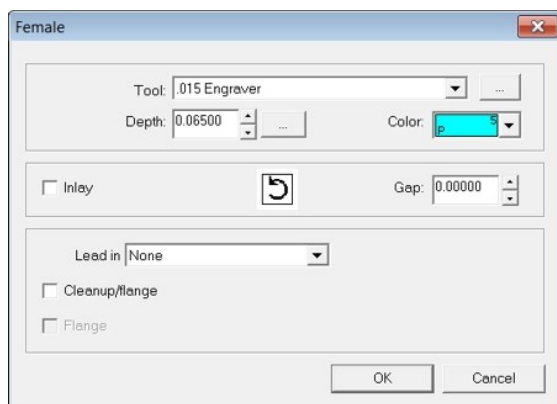 Female
Tool: .015 Engraver ...
Depth: 0.06500 ... Color: p 5
Inlay Gap: 0.00000
Lead in None
Cleanup/flange
Flange
OK Cancel